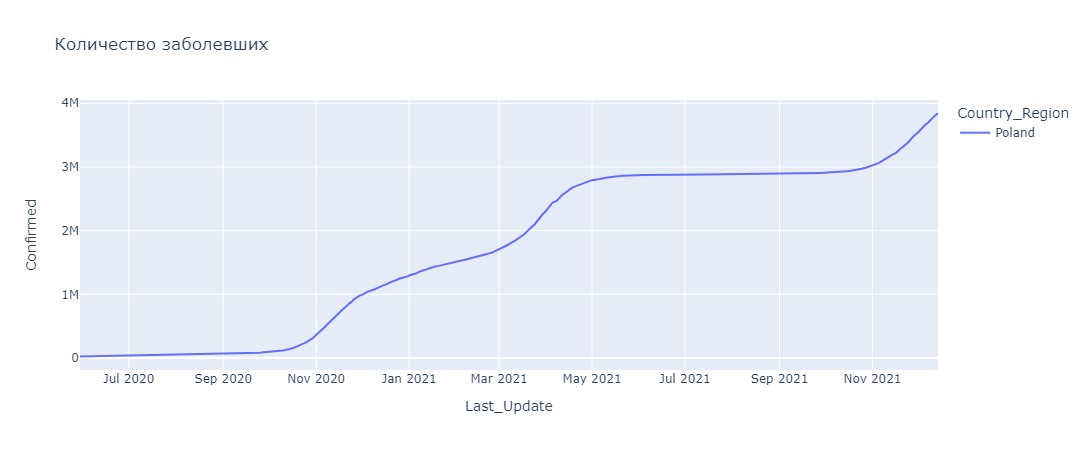 Количество заболевших
4M
3M
2M
1M
0
Confirmed
Jul 2020
Sep 2020
Nov 2020
Jan 2021
Mar 2021
May 2021
Jul 2021
Sep 2021
Nov 2021
Last_Update
Country_Region
Poland